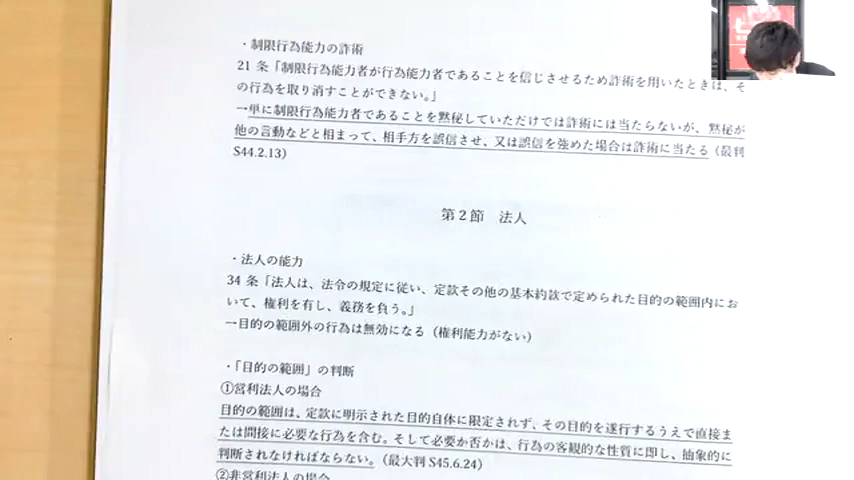 ・制限行為能力の詐術
21 条「制限行為能力者が行為能力者であることを信じさせるため詐術を用いたときは、そ
の行為を取り消すことができない。」
→単に制限行為能力者であることを黙秘していただけでは詐術には当たらないが、黙秘が
他の言動などと相まって、相手方を誤信させ、又は誤信を強めた場合は詐術に当たる（最判
S44.2.13）
第2節　法人
・法人の能力
34 条「法人は、法令の規定に従い、定款その他の基本約款で定められた目的の範囲内にお
いて、権利を有し、義務を負う。」
→目的の範囲外の行為は無効になる（権利能力がない）
・「目的の範囲」の判断
①営利法人の場合
目的の範囲は、定款に明示された目的自体に限定されず、その目的を遂行するうえで直接ま
たは間接に必要な行為を含む。そして必要か否かは、行為の客観的な性質に即し、抽象的に
判断されなければならない。（最大判 S45.6.24）
②非営利法人の場合